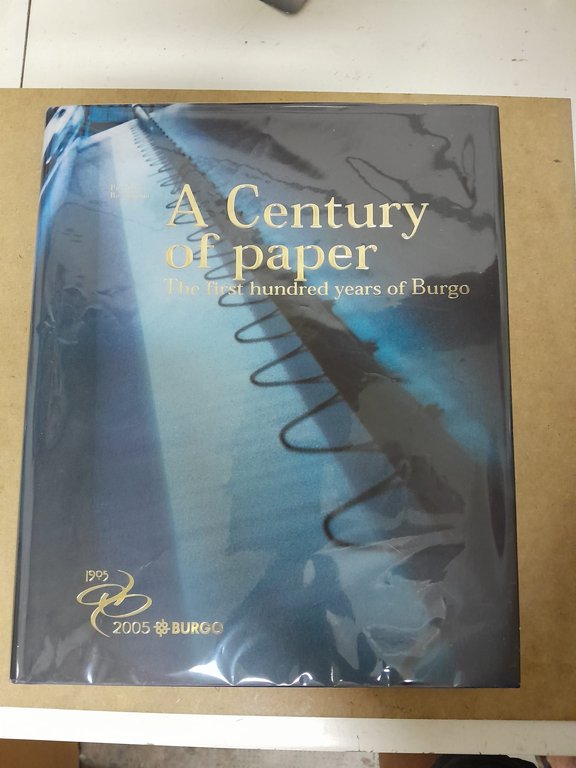 A Century
of paper
The first hundred years of Burgo
1905
2005 BURGO